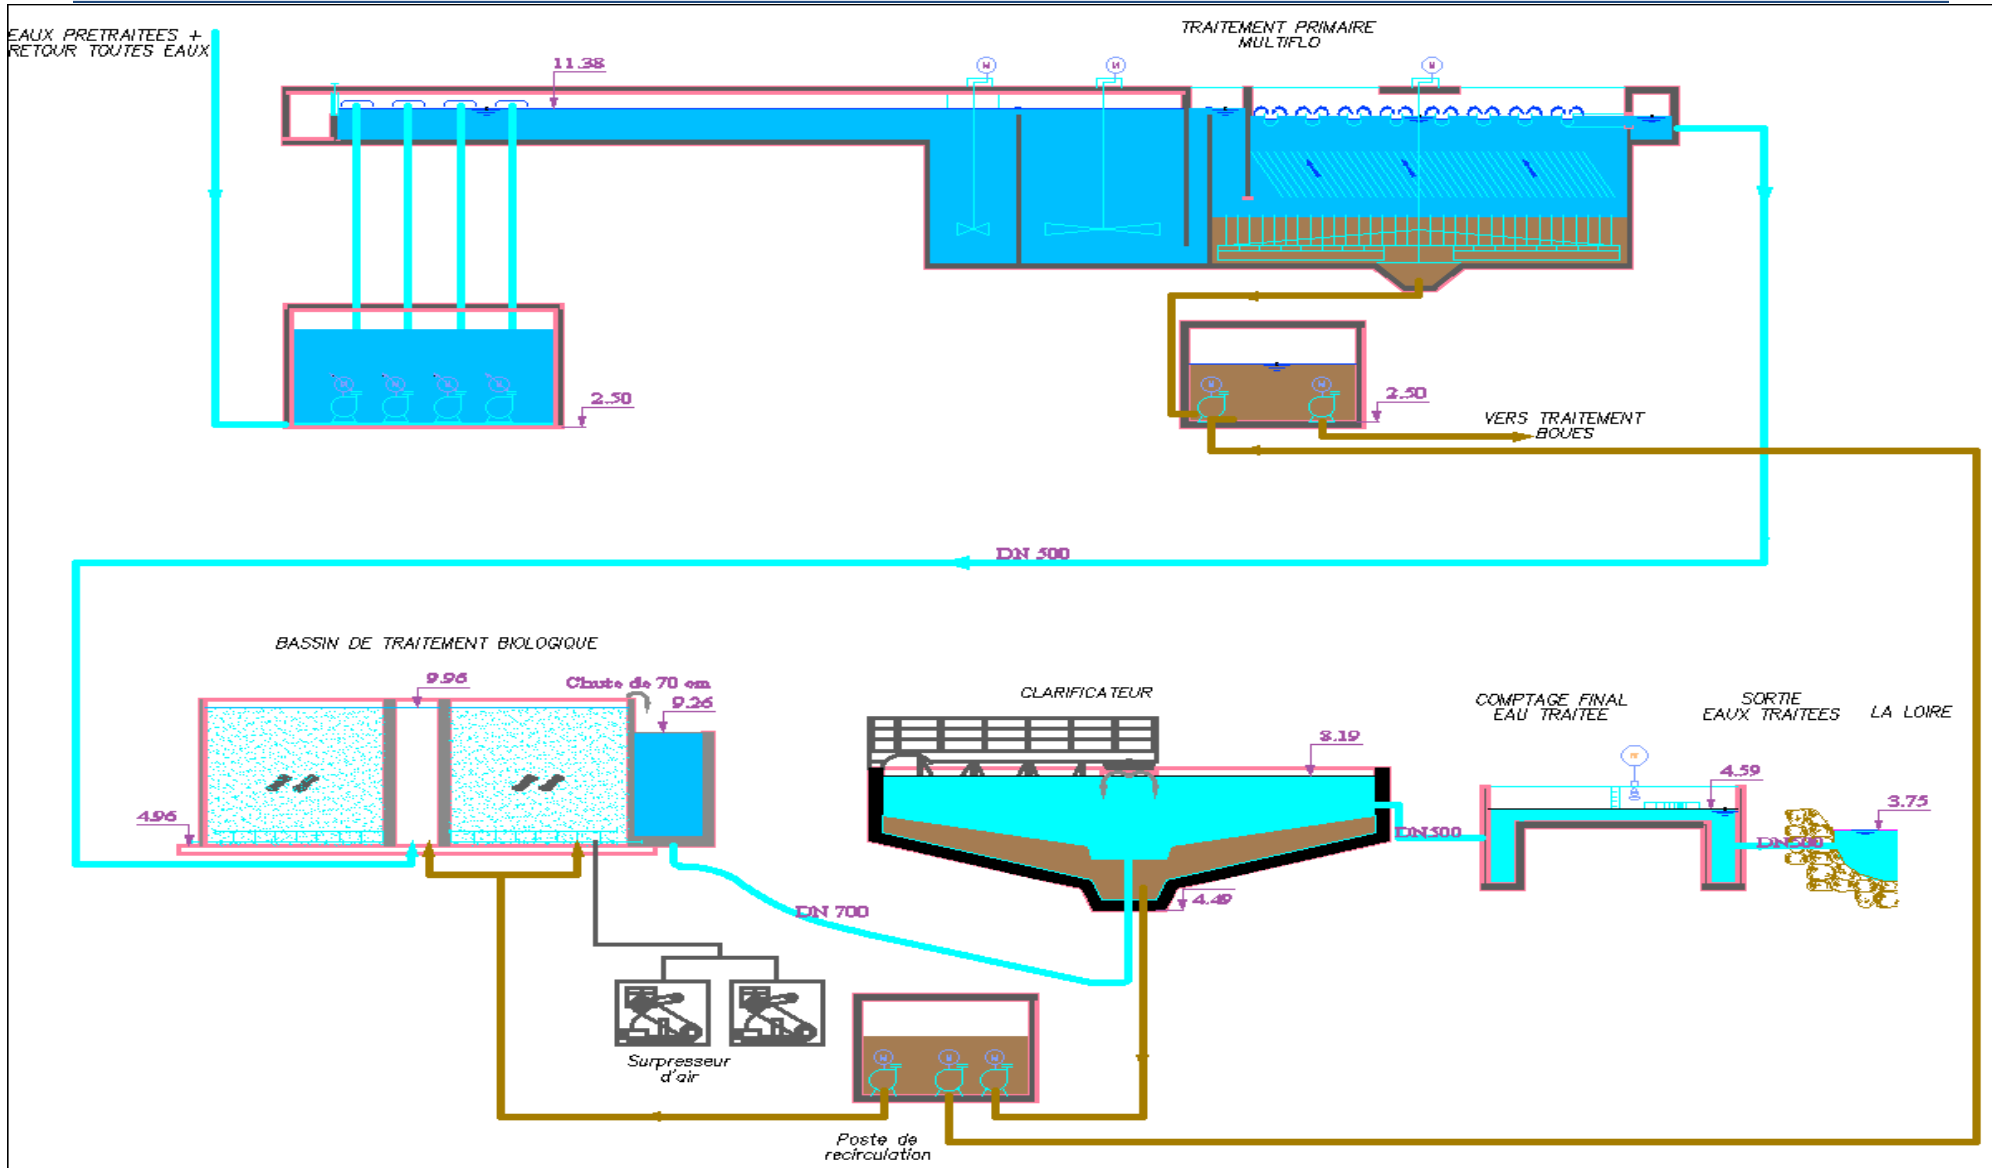 EAUX PRETRAITEES +
RETOUR TOUTES EAUX
TRAITEMENT PRIMAIRE
MULTIFLO
11.38
M
M
M
2.50
2.50
VERS TRAITEMENT
BOUES
DN 500
BASSIN DE TRAITEMENT BIOLOGIQUE
9.96
Chute de 70 cm
9.26
4.96
CLARIFICATEUR
8.19
COMPTAGE FINAL
EAU TRAITEE
SORTIE
EAUX TRAITEES
LA LOIRE
4.59
3.75
DN500
DN500
4.49
DN 700
Surpresseur
d'air
Poste de
recirculation